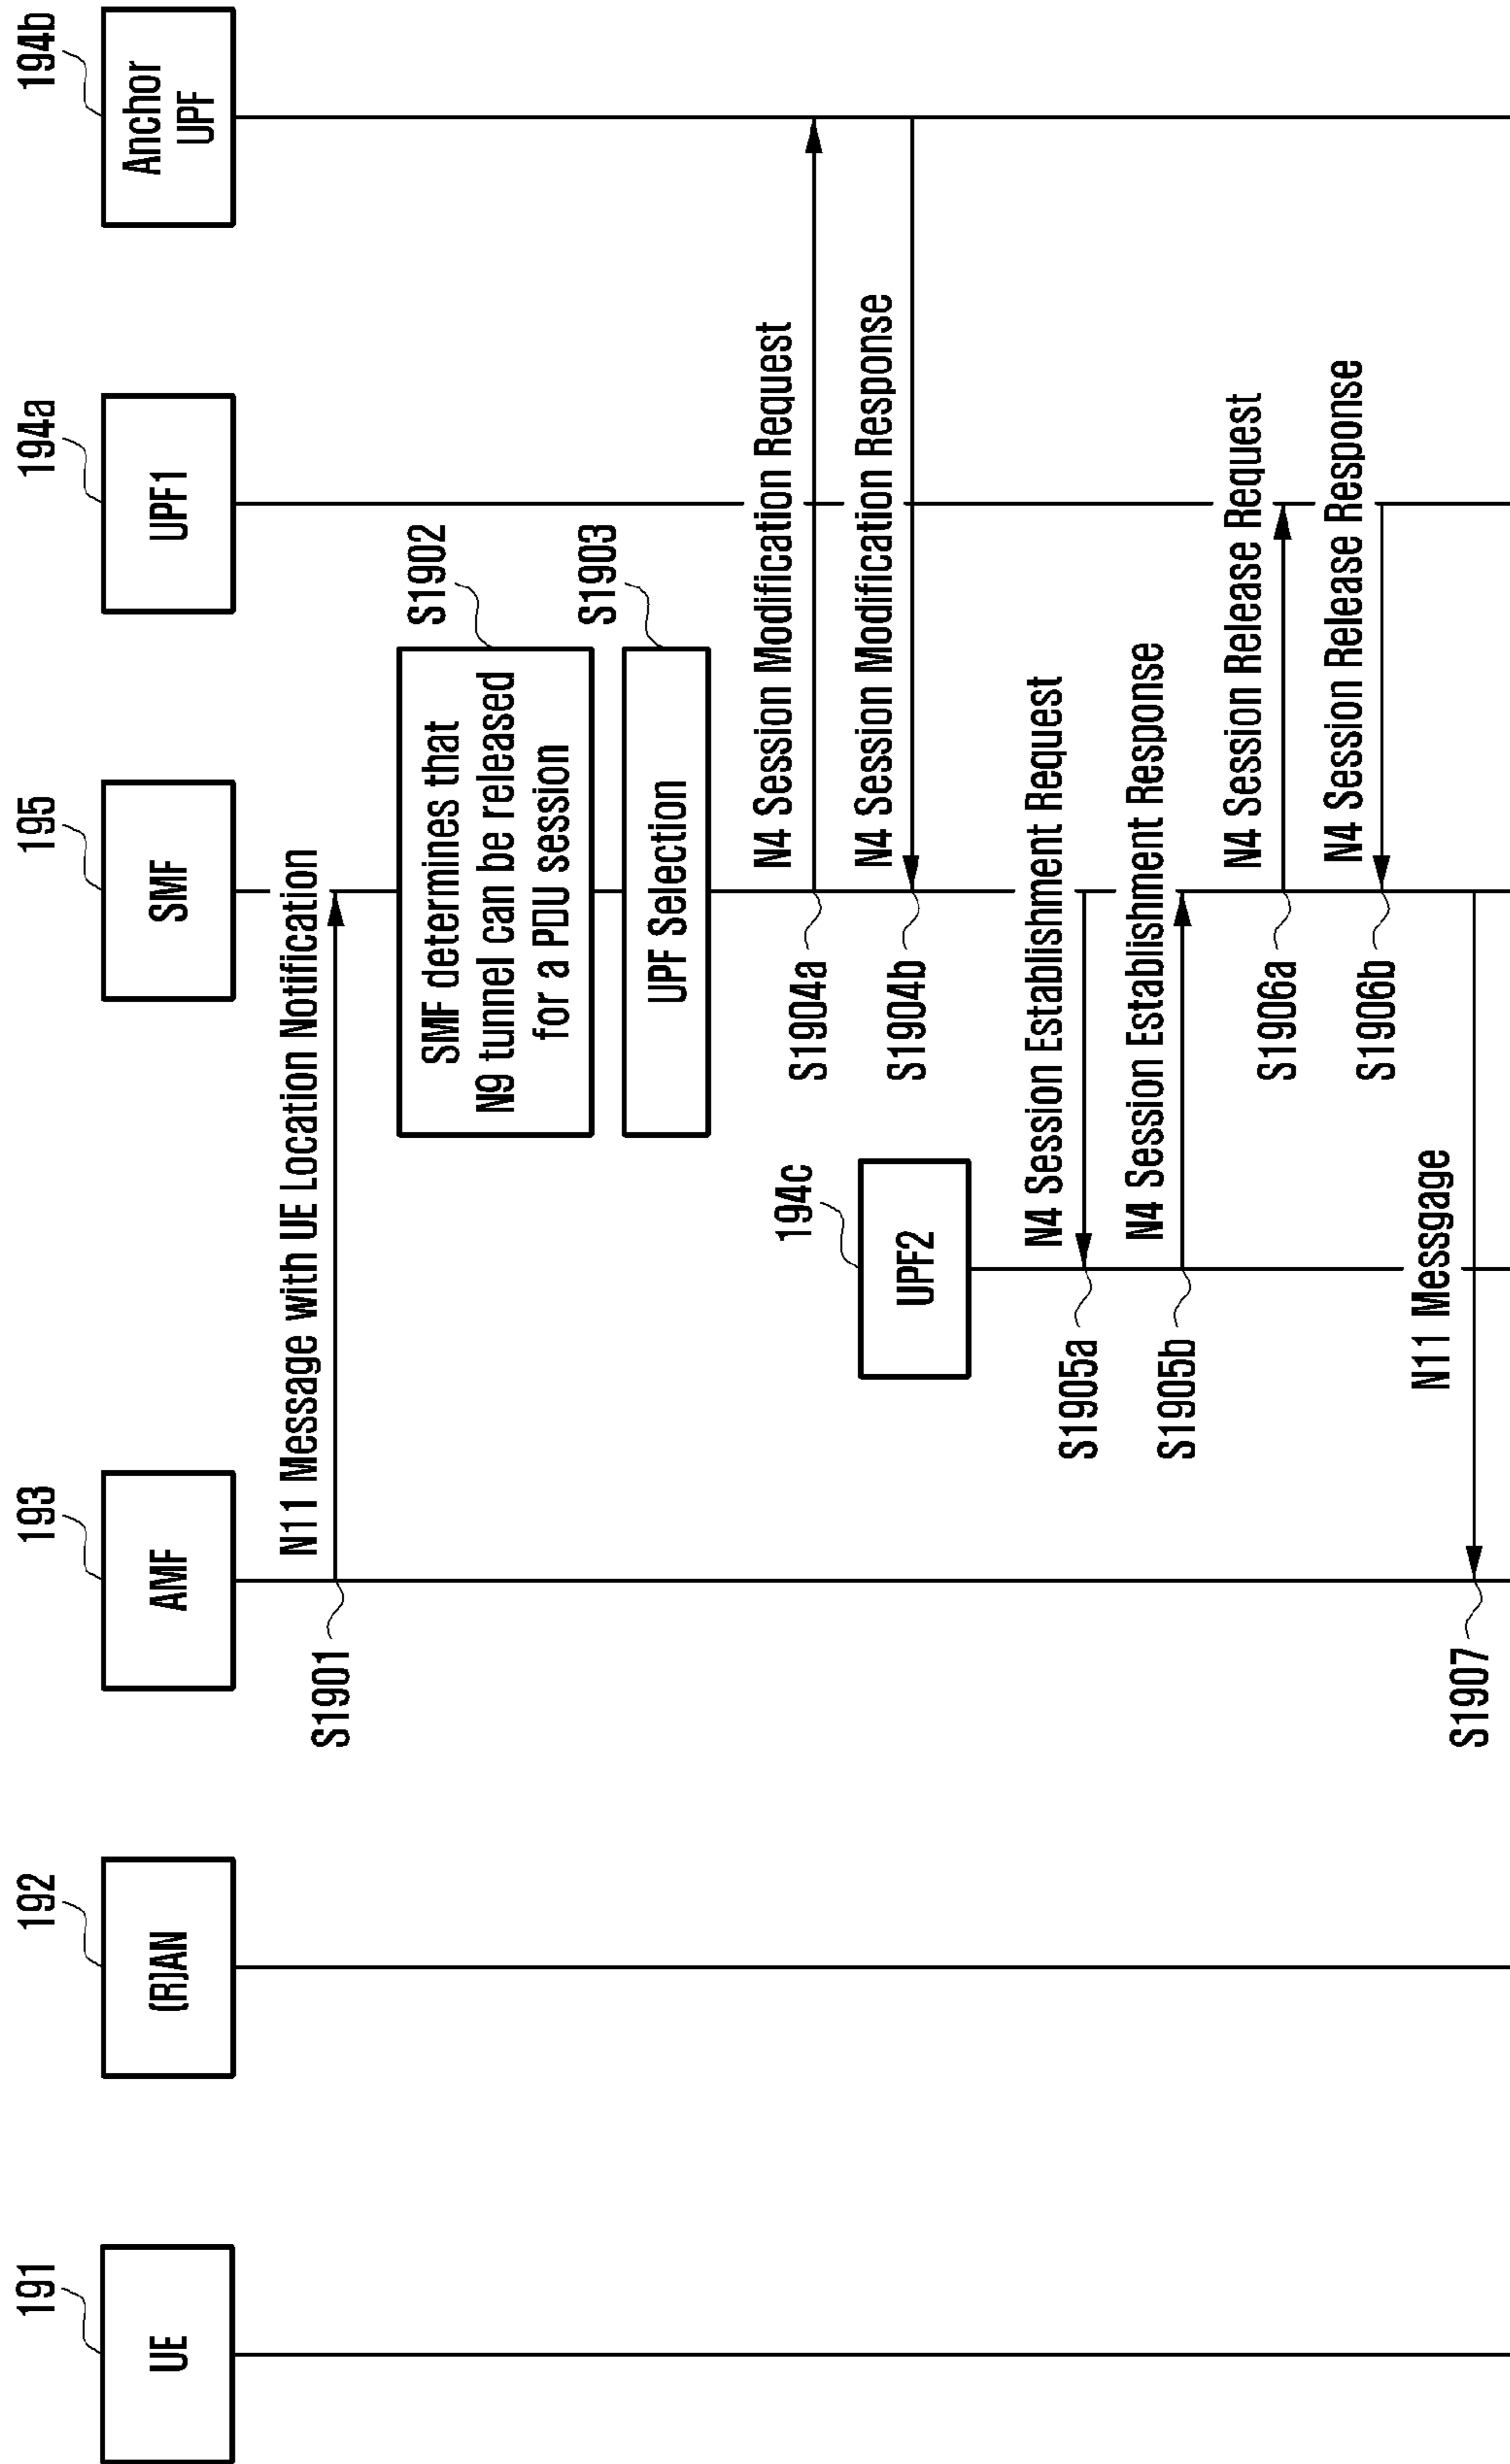 191
192
193
195
194a
194b
UE
(R)AN
AMF
SMF
UPF1
Anchor
UPF
N11 Message with UE Location Notification
S1901
S1902
SMF determines that
N9 tunnel can be released
for a PDU session
S1903
UPF Selection
N4 Session Modification Request
S1904a
194c
N4 Session Modification Response
S1904b
UPF2
N4 Session Establishment Request
S1905a
N4 Session Establishment Response
S1905b
N4 Session Release Request
S1906a
N4 Session Release Response
S1906b
N11 Messgage
S1907